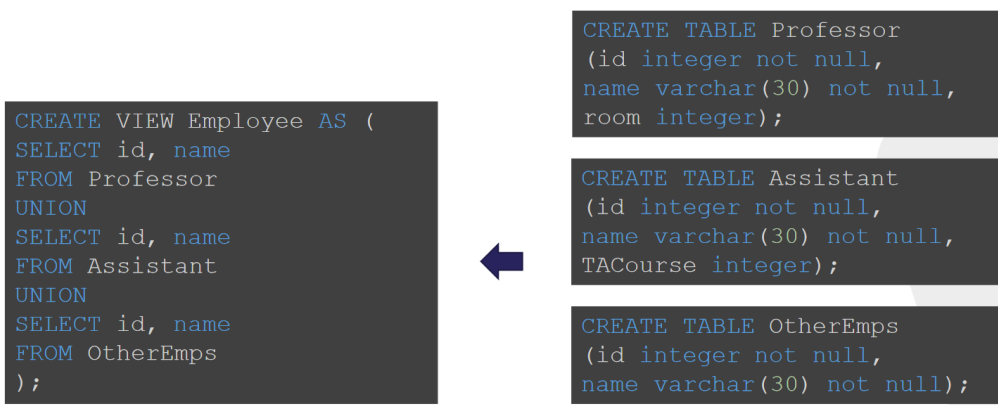 CREATE VIEW Employee AS (
SELECT id, name
FROM Professor
UNION
SELECT id, name
FROM Assistant
UNION
SELECT id, name
FROM OtherEmps
);
CREATE TABLE Professor
(id integer not null,
name varchar(30) not null,
room integer);
CREATE TABLE Assistant
(id integer not null,
name varchar(30) not null,
TACourse integer);
CREATE TABLE OtherEmps
(id integer not null,
name varchar(30) not null);